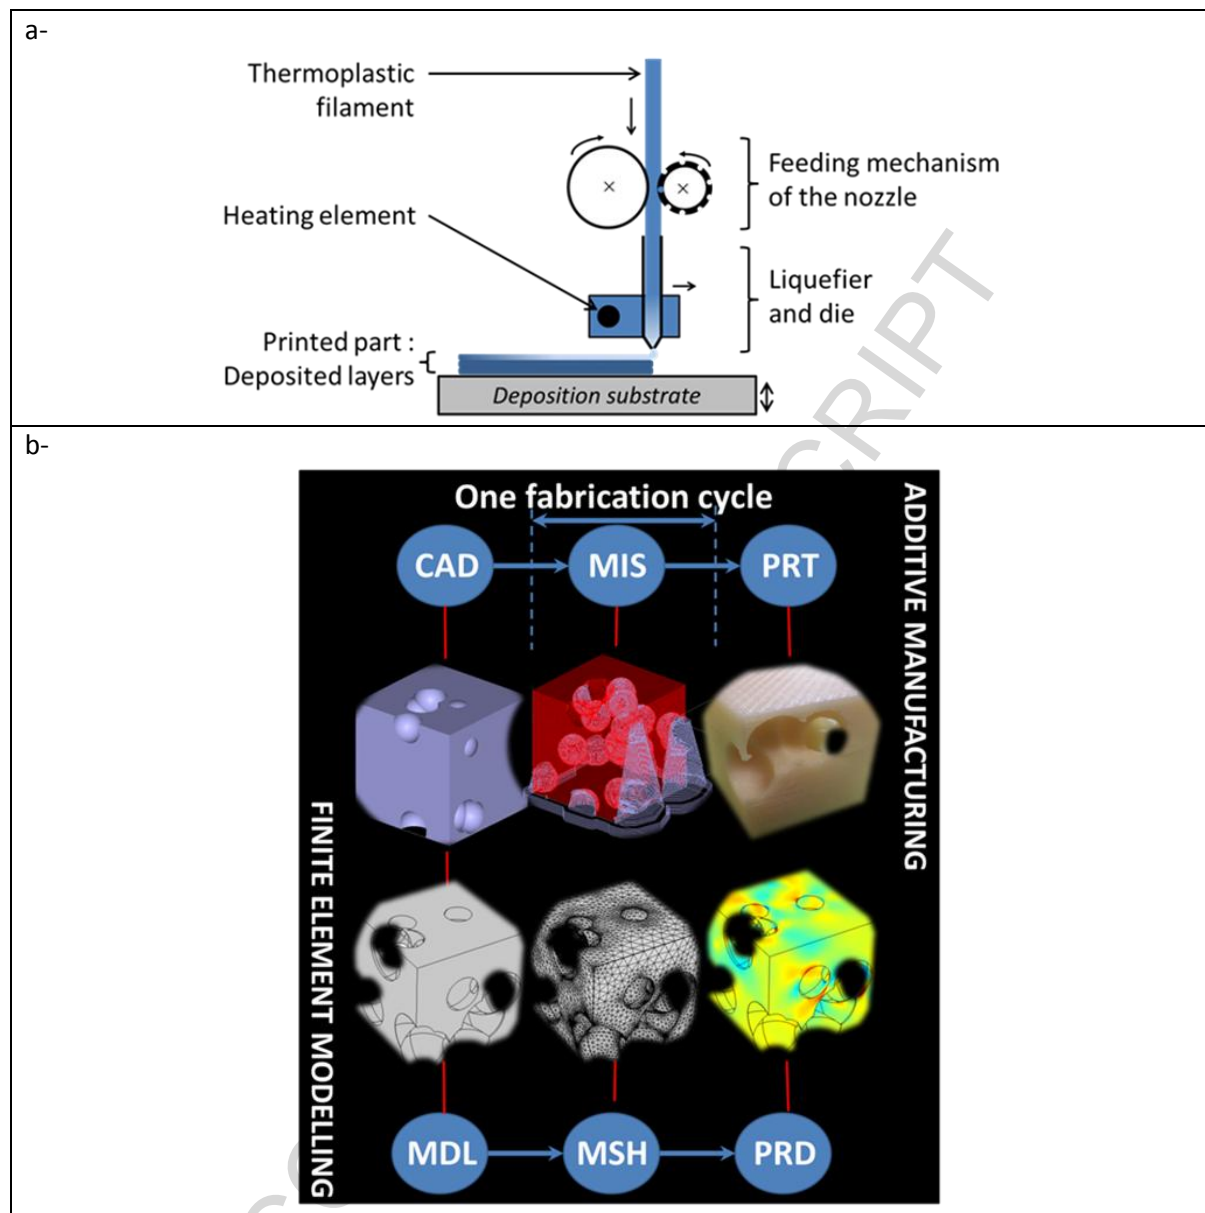 a-
Thermoplastic
filament
Feeding mechanism
of the nozzle
Heating element
Liquefier
and die
Printed part :
Deposited layers
Deposition substrate
b-
One fabrication cycle
CAD
MIS
PRT
ADDITIVE MANUFACTURING
FINITE ELEMENT MODELLING
MDL
MSH
PRD
CRIPT